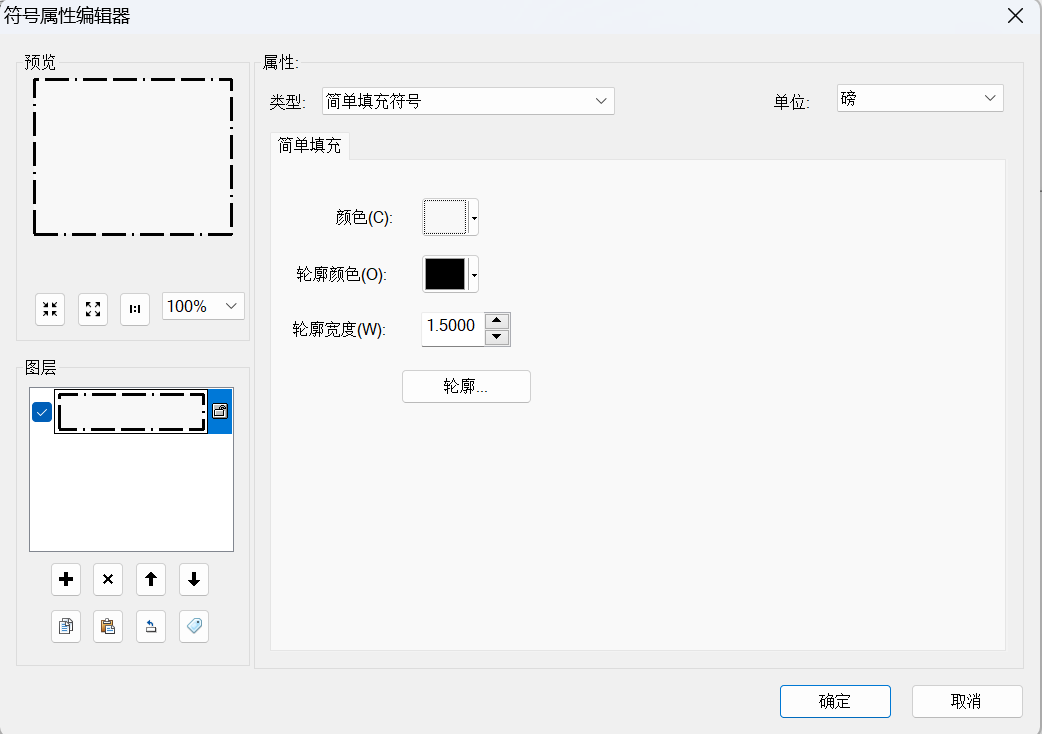 符号属性编辑器
预览
属性:
类型:
简单填充符号
单位:
磅
简单填充
颜色(C):
轮廓颜色(O):
1:1
100%
轮廓宽度(W):
1.5000
图层
轮廓...
确定
取消